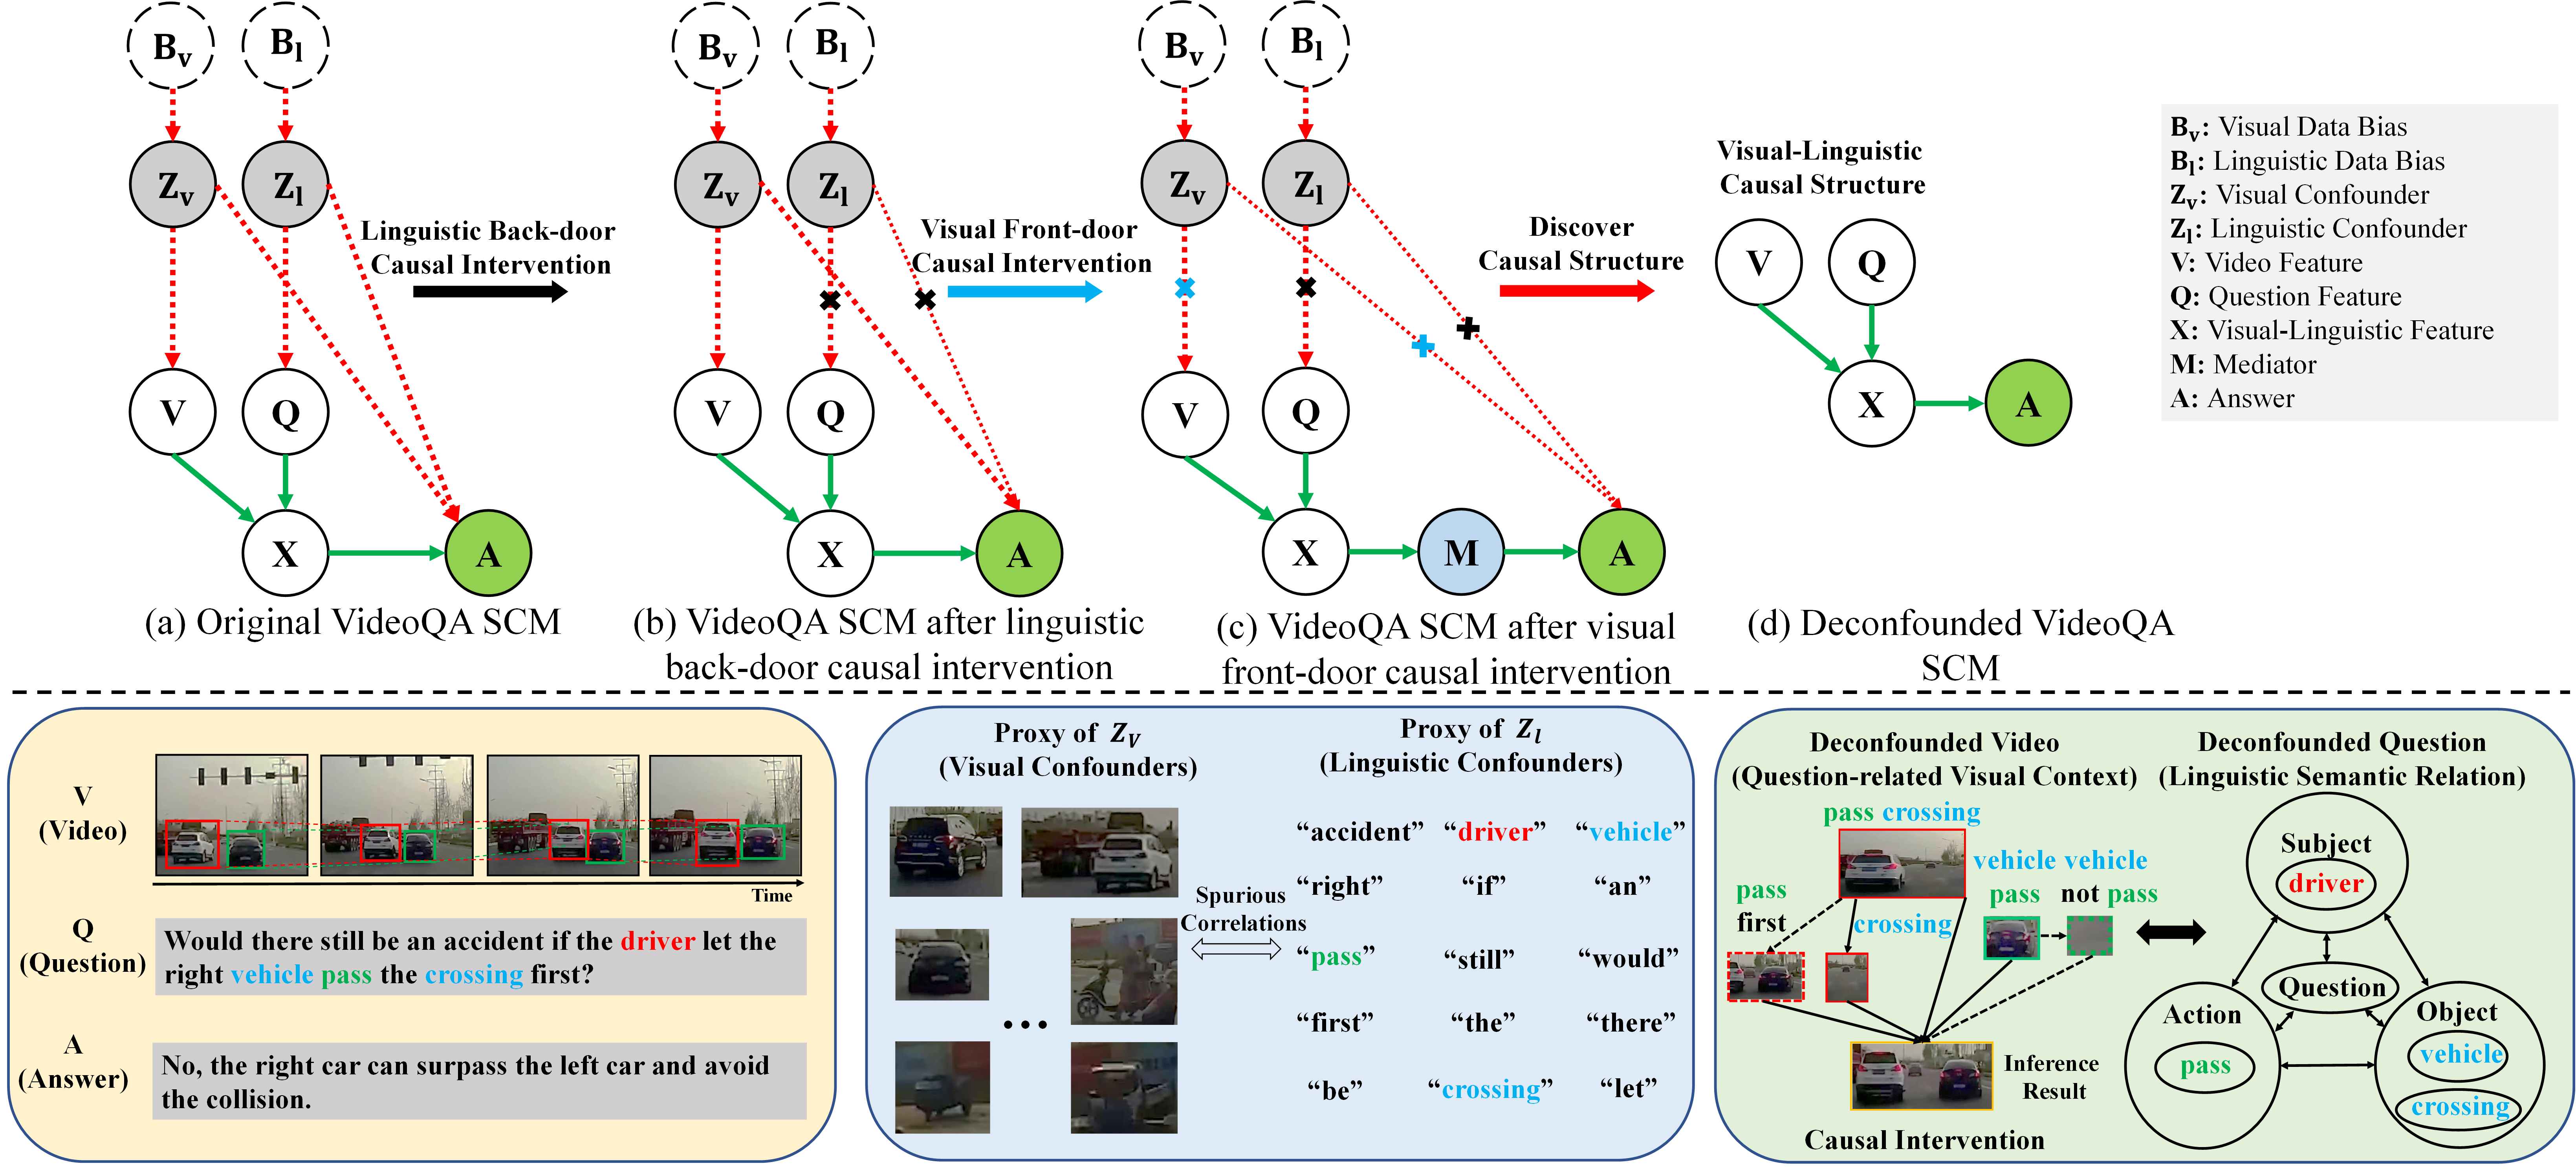 B_v
B_l
Z_v
Z_l
V
Q
X
A
(a) Original VideoQA SCM
Linguistic Back-door
Causal Intervention
B_v
B_l
Z_v
Z_l
V
Q
X
A
(b) VideoQA SCM after linguistic
back-door causal intervention
Visual Front-door
Causal Intervention
B_v
B_l
Z_v
Z_l
V
Q
X
M
A
(c) VideoQA SCM after visual
front-door causal intervention
Discover
Causal Structure
Visual-Linguistic
Causal Structure
V
Q
X
A
(d) Deconfounded VideoQA
SCM
B_v: Visual Data Bias
B_l: Linguistic Data Bias
Z_v: Visual Confounder
Z_l: Linguistic Confounder
V: Video Feature
Q: Question Feature
X: Visual-Linguistic Feature
M: Mediator
A: Answer
V
(Video)
Time
Q
(Question)
Would there still be an accident if the driver let the
right vehicle pass the crossing first?
A
(Answer)
No, the right car can surpass the left car and avoid
the collision.
Proxy of Z_V
(Visual Confounders)
Spurious
Correlations
Proxy of Z_l
(Linguistic Confounders)
“accident” “driver” “vehicle”
“right” “if” “an”
“pass” “still” “would”
“first” “the” “there”
“be” “crossing” “let”
Deconfounded Video
(Question-related Visual Context)
pass crossing
vehicle vehicle
pass not pass
pass
first
crossing
Inference
Result
Causal Intervention
Deconfounded Question
(Linguistic Semantic Relation)
Subject
driver
Question
Action
pass
Object
vehicle
crossing